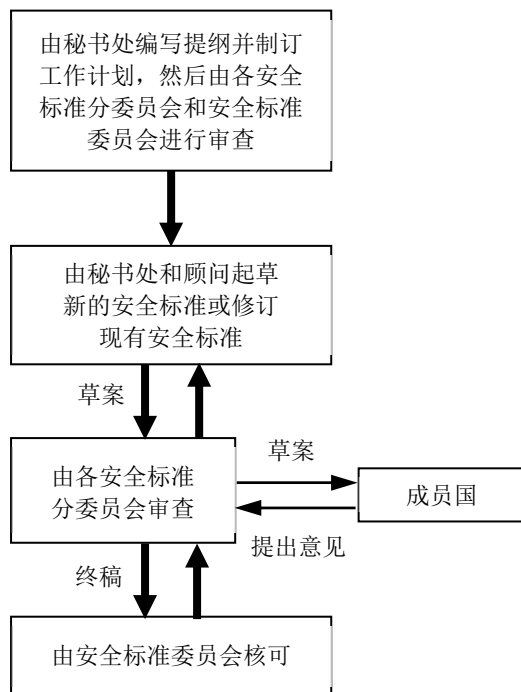 由秘书处编写提纲并制订
工作计划，然后由各安全
标准分委员会和安全标准
委员会进行审查
由秘书处和顾问起草
新的安全标准或修订
现有安全标准
草案
由各安全标准
分委员会审查
草案
成员国
提出意见
终稿
由安全标准委员会核可